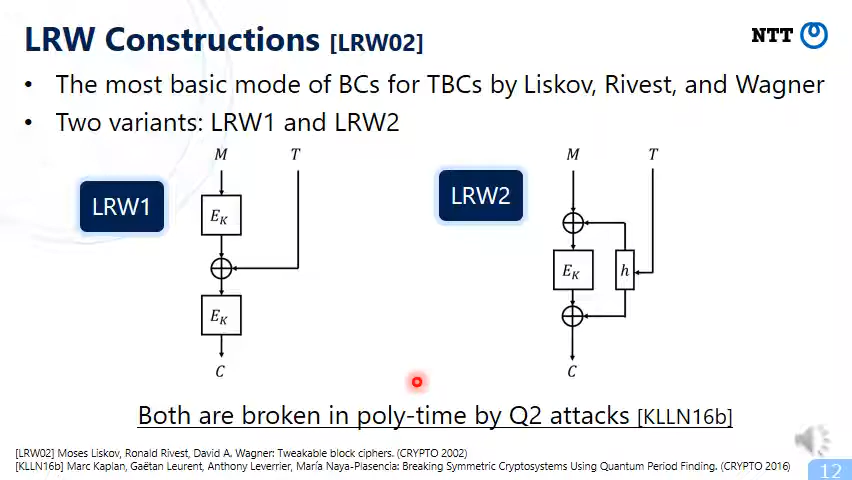 LRW Constructions [LRW02]
NTT
• The most basic mode of BCs for TBCs by Liskov, Rivest, and Wagner
• Two variants: LRW1 and LRW2
M T
LRW1
E_K
E_K
C
M T
LRW2
E_K h
C
Both are broken in poly-time by Q2 attacks [KLLN16b]
[LRW02] Moses Liskov, Ronald Rivest, David A. Wagner: Tweakable block ciphers. (CRYPTO 2002)
[KLLN16b] Marc Kaplan, Gaëtan Leurent, Anthony Leverrier, María Naya-Plasencia: Breaking Symmetric Cryptosystems Using Quantum Period Finding. (CRYPTO 2016)
12